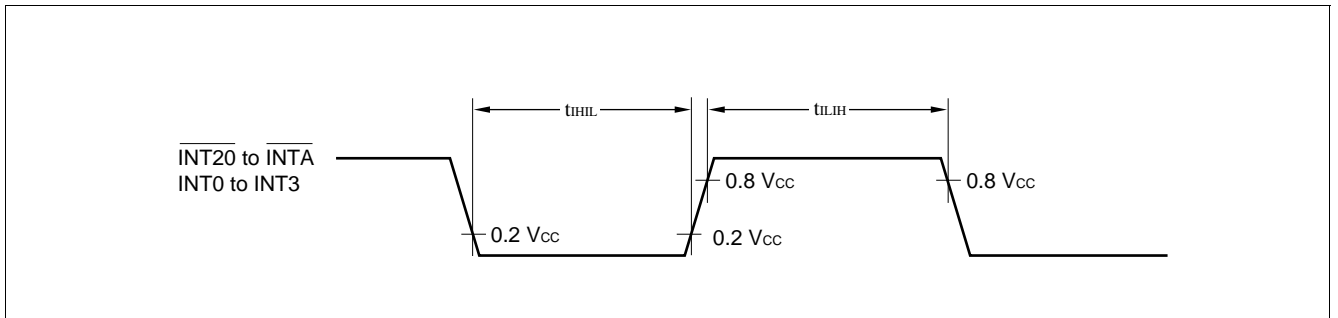 tIHIL
tILIH
INT20 to INTA
INT0 to INT3
0.8 VCC
0.8 VCC
0.2 VCC
0.2 VCC